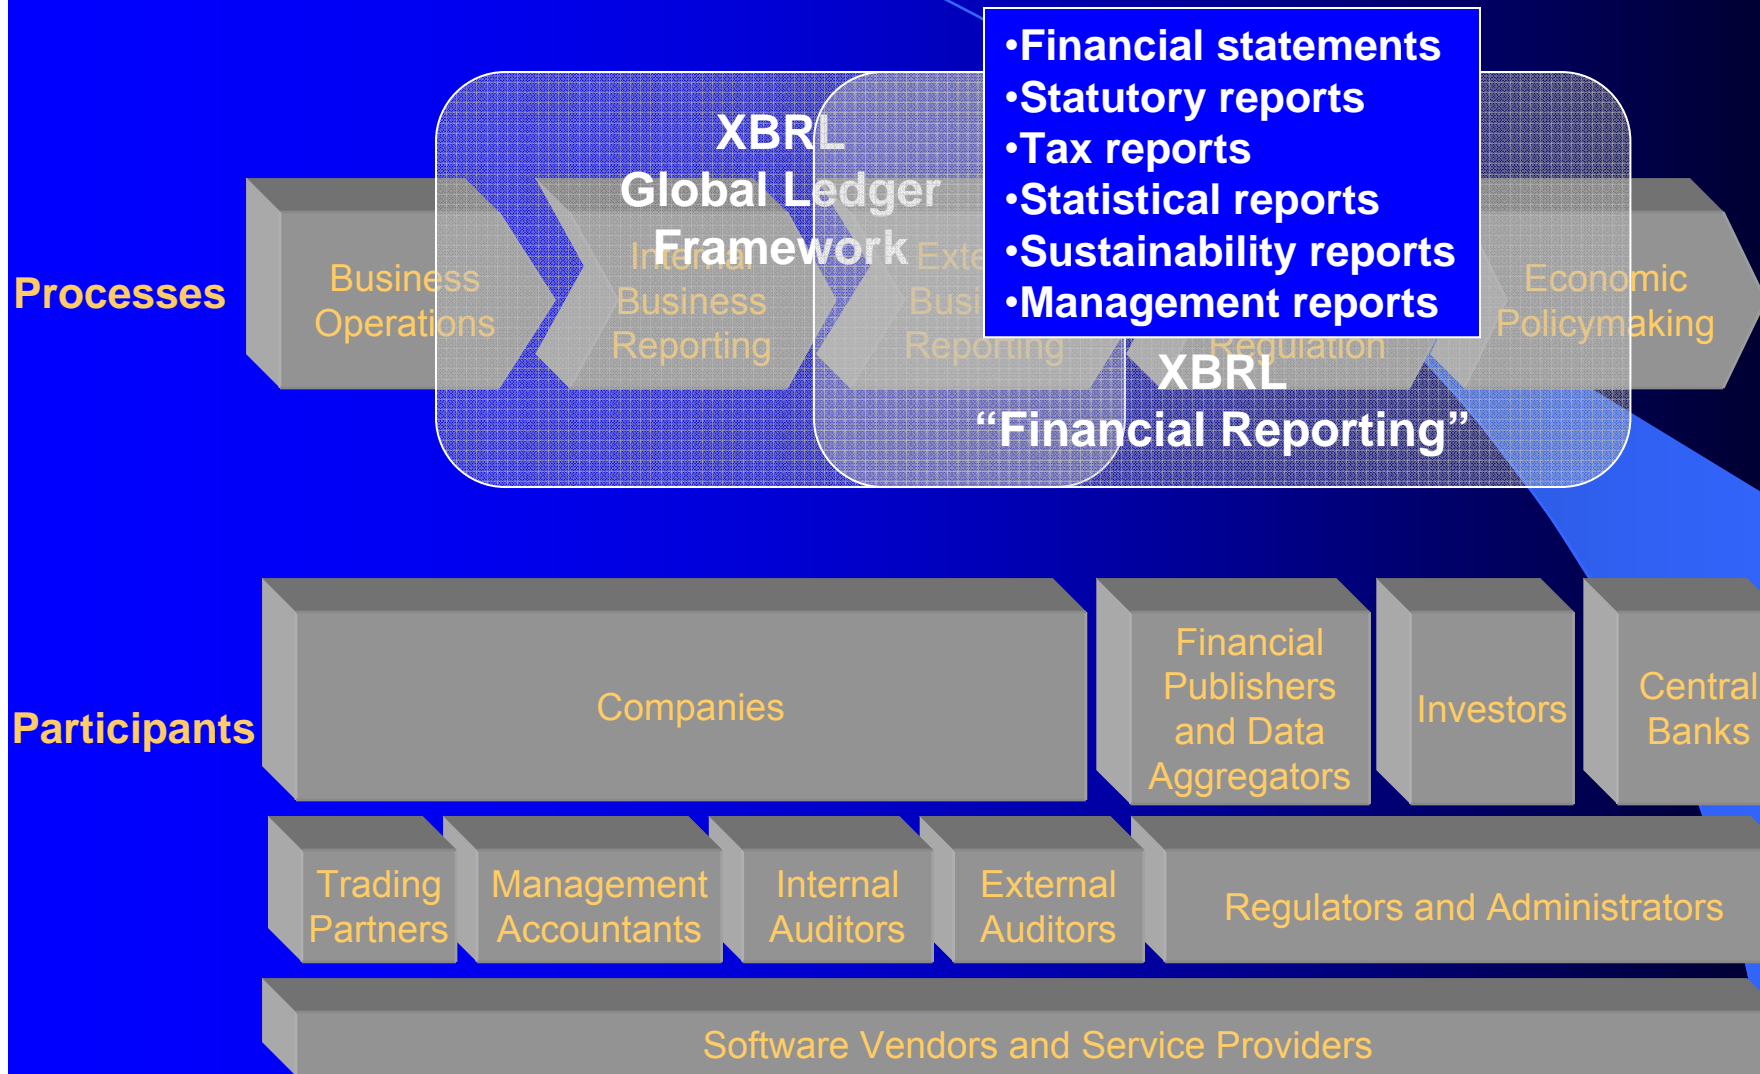 •Financial statements
•Statutory reports
•Tax reports
•Statistical reports
•Sustainability reports
•Management reports
XBRL
Global Ledger
Framework
Processes
Business
Operations
Internal
Business
Reporting
Reporting
Regulation
Economic
Policymaking
XBRL
“Financial Reporting”
Participants
Companies
Financial
Publishers
and Data
Aggregators
Investors
Central
Banks
Trading
Partners
Management
Accountants
Internal
Auditors
External
Auditors
Regulators and Administrators
Software Vendors and Service Providers